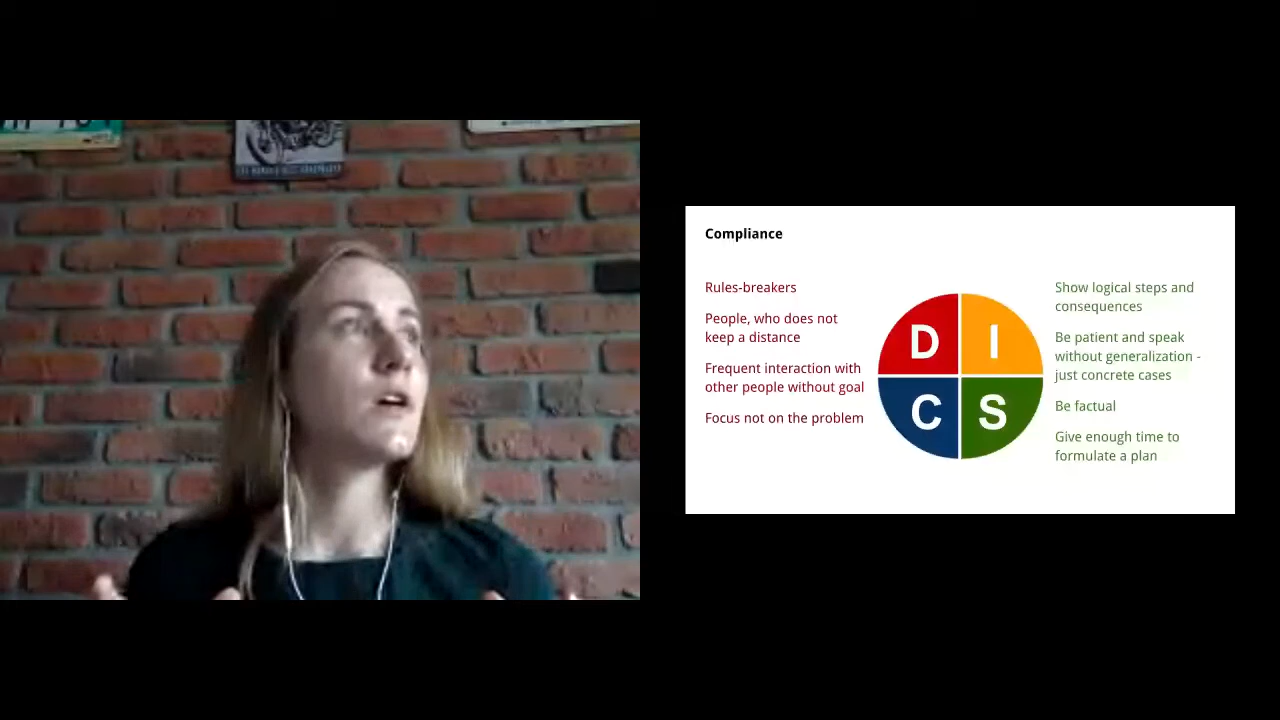 Compliance
Rules-breakers
People, who does not
keep a distance
Frequent interaction with
other people without goal
Focus not on the problem
D
I
C
S
Show logical steps and
consequences
Be patient and speak
without generalization -
just concrete cases
Be factual
Give enough time to
formulate a plan